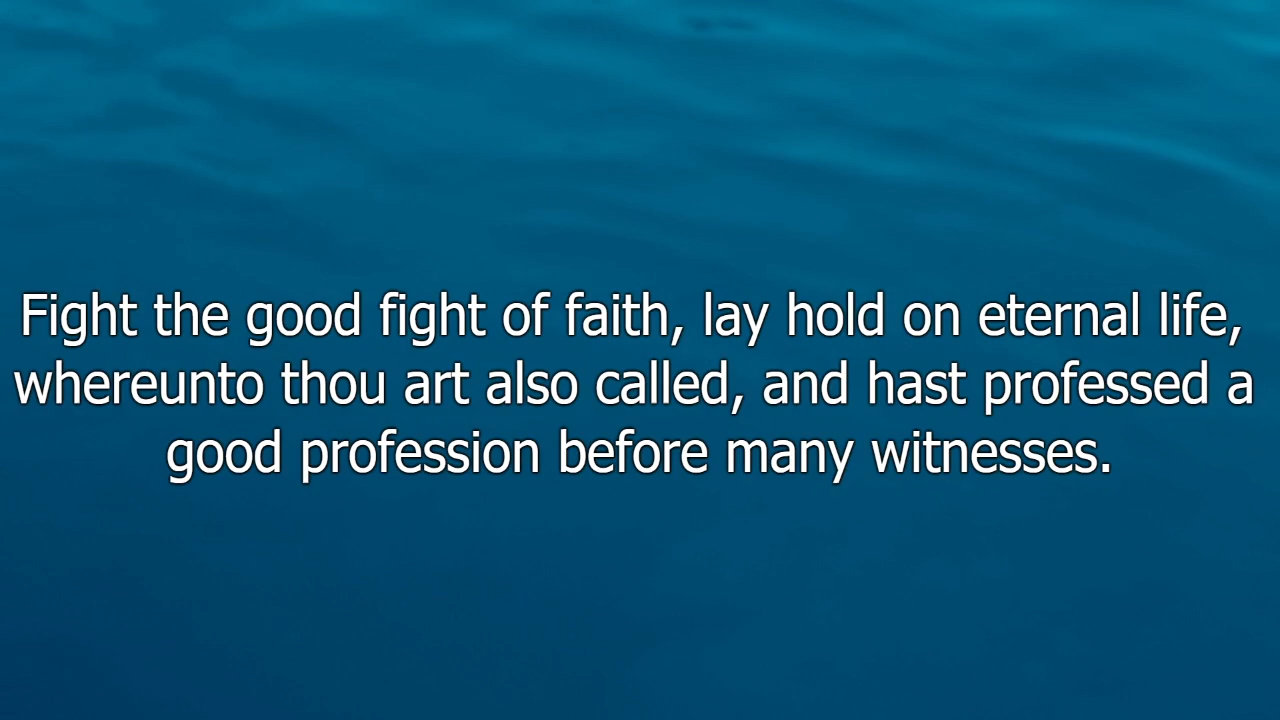 Fight the good fight of faith, lay hold on eternal life,
whereunto thou art also called, and hast professed a
good profession before many witnesses.